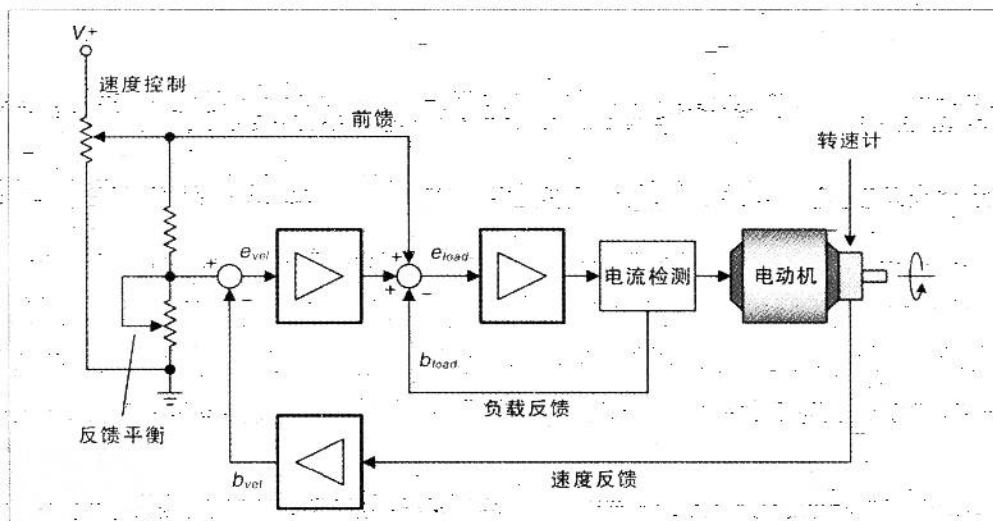 V+
速度控制
前馈
转速计
+
e_vel
+
e_load
+
电流检测
电动机
−
−
b_load
负载反馈
反馈平衡
b_vel
速度反馈